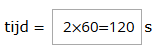 tijd = 2×60=120 s